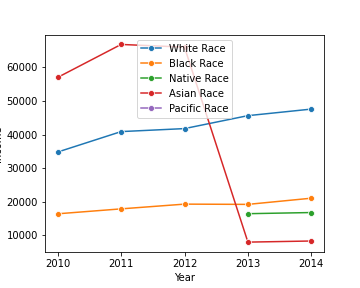 White Race
Black Race
Native Race
Asian Race
Pacific Race
60000
50000
40000
30000
20000
10000
2010 2011 2012 2013 2014
Year